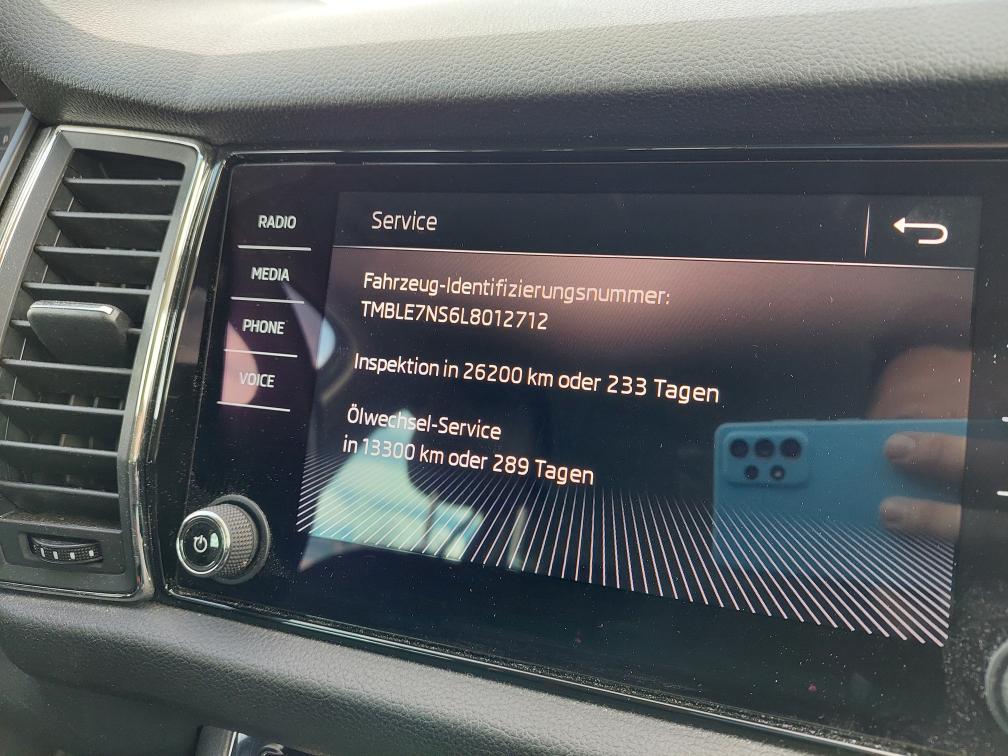 RADIO
MEDIA
PHONE
VOICE
Service
Fahrzeug-Identifizierungsnummer:
TMBLE7NS6L8012712
Inspektion in 26200 km oder 233 Tagen
Ölwechsel-Service
in 13300 km oder 289 Tagen